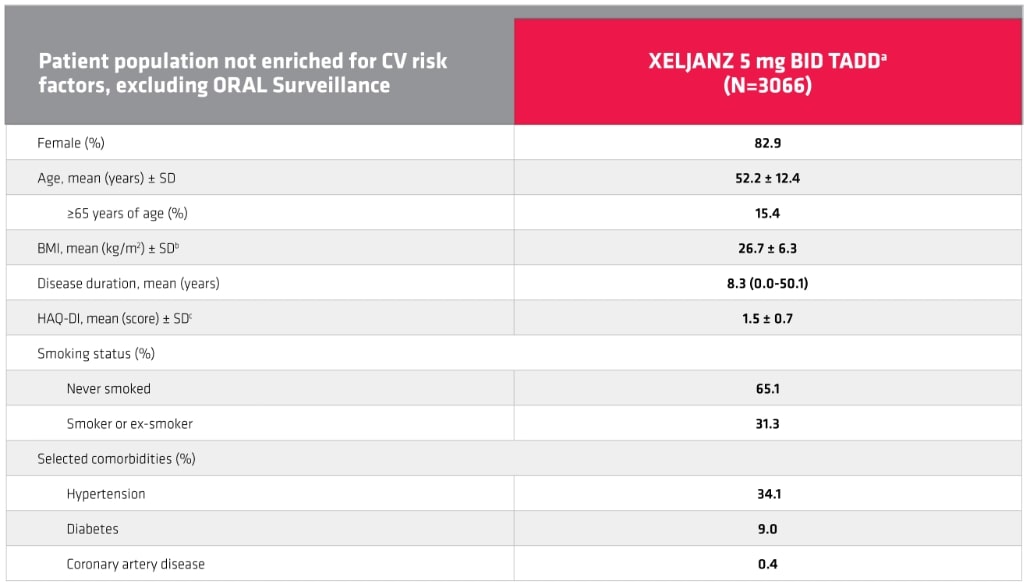 Patient population not enriched for CV risk
factors, excluding ORAL Surveillance
XELJANZ 5 mg BID TADDᵃ
(N=3066)
Female (%)
82.9
Age, mean (years) ± SD
52.2 ± 12.4
≥65 years of age (%)
15.4
BMI, mean (kg/m²) ± SDᵇ
26.7 ± 6.3
Disease duration, mean (years)
8.3 (0.0-50.1)
HAQ-DI, mean (score) ± SDᶜ
1.5 ± 0.7
Smoking status (%)
Never smoked
65.1
Smoker or ex-smoker
31.3
Selected comorbidities (%)
Hypertension
34.1
Diabetes
9.0
Coronary artery disease
0.4